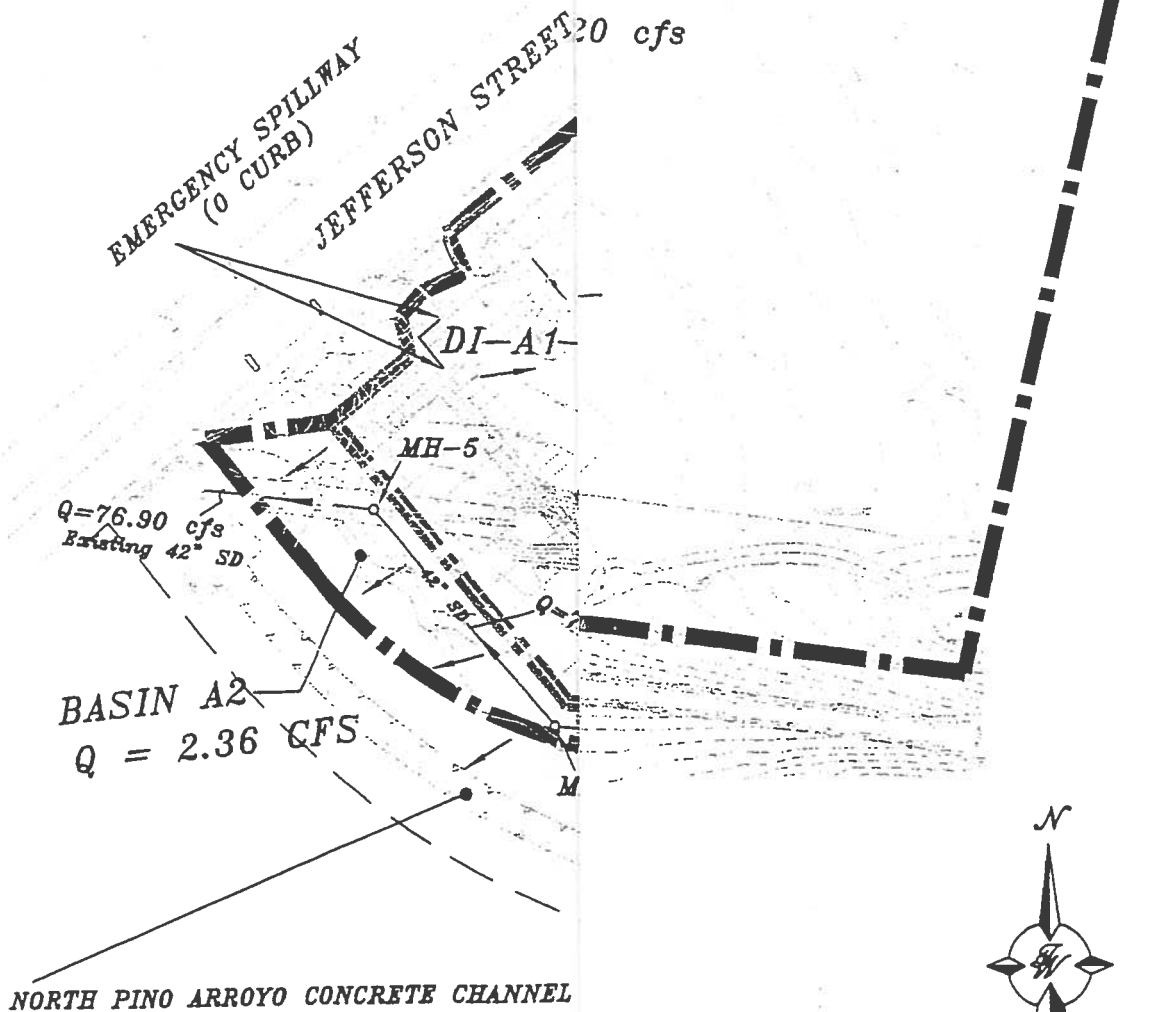 20 cfs
EMERGENCY SPILLWAY
(0 CURB)
JEFFERSON STREET
DI-A1-
MH-5
Q=76.90 cfs
Existing 42" SD
42" SD
Q=
BASIN A2
Q = 2.36 CFS
M
N
NORTH PINO ARROYO CONCRETE CHANNEL